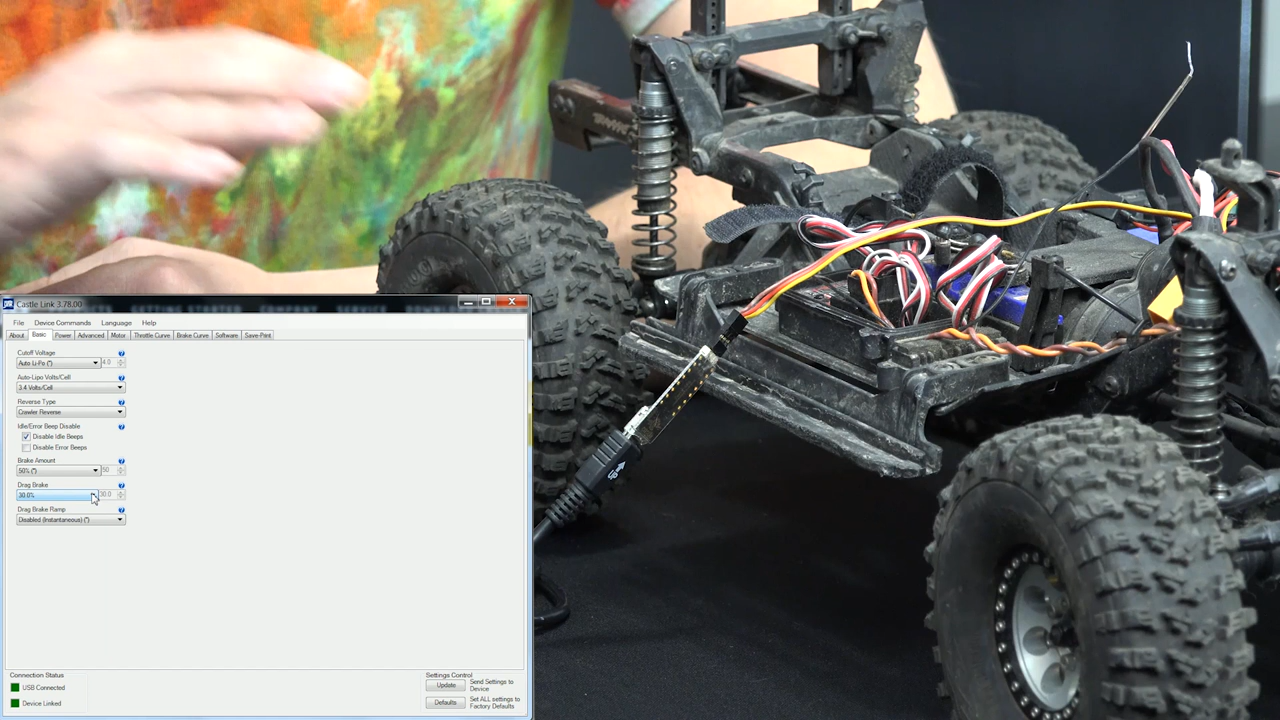 TRAXXAS
Castle Link 3.78.00
File Device Commands Language Help
About Basic Power Advanced Motor Throttle Curve Brake Curve Software Save-Print
Cutoff Voltage
Auto Li-Po (*) 4.0
Auto-Lipo Volts/Cell
3.4 Volts/Cell
Reverse Type
Crawler Reverse
Idle/Error Beep Disable
Disable Idle Beeps
Disable Error Beeps
Brake Amount
50% (*) 50
Drag Brake
30.0% 30.0
Drag Brake Ramp
Disabled (Instantaneous) (*)
Connection Status
USB Connected
Device Linked
Settings Control
Update Send Settings to
Device
Defaults Set ALL settings to
Factory Defaults